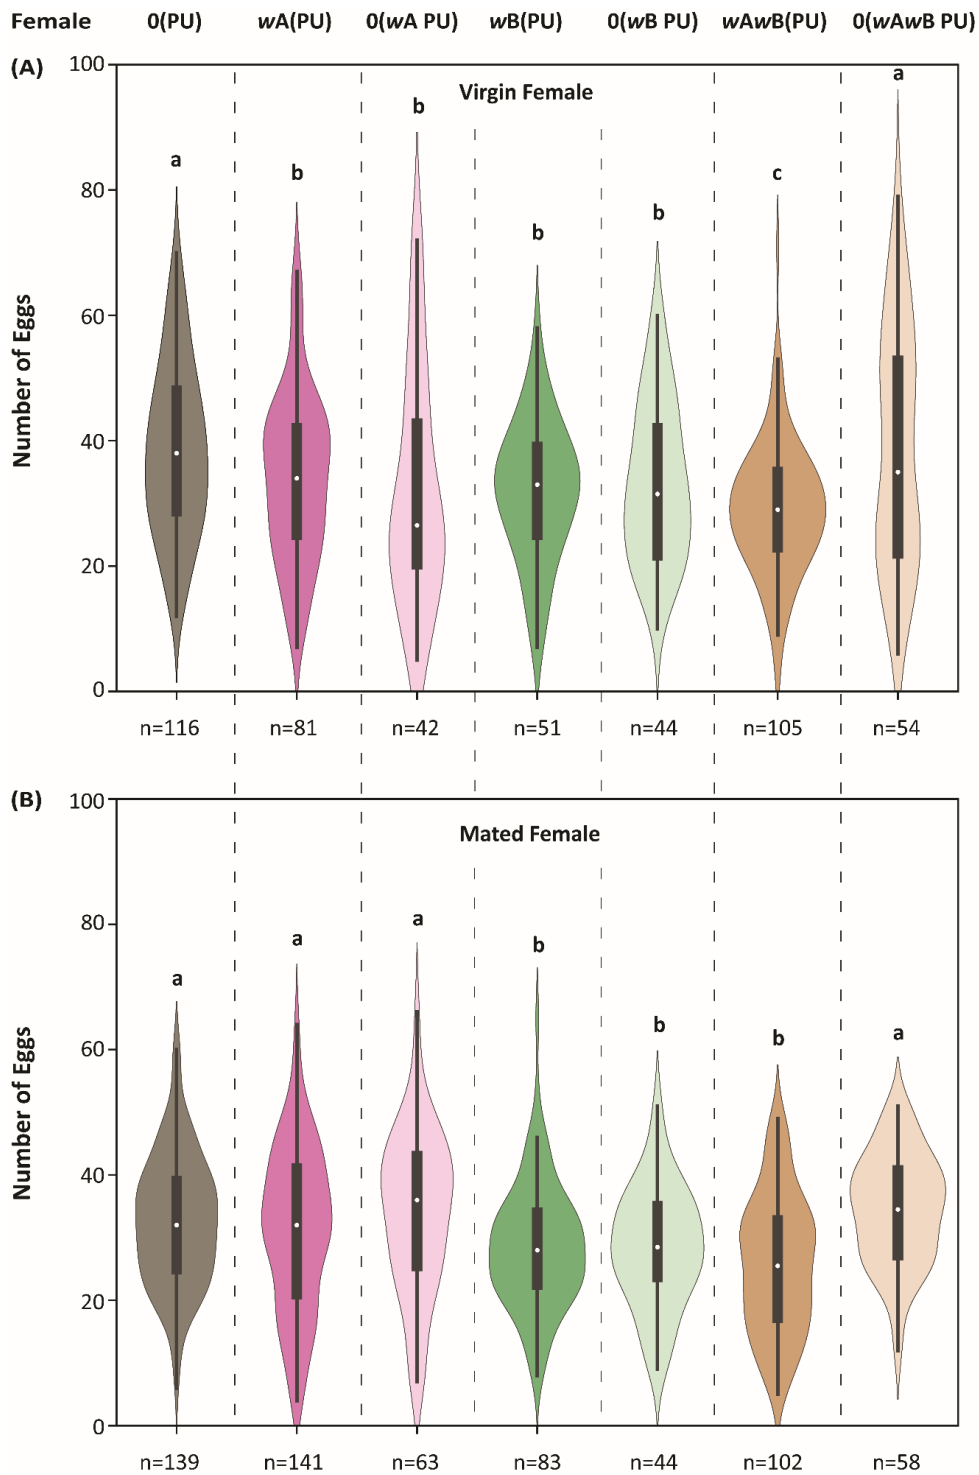 Female 0(PU) wA(PU) 0(wA PU) wB(PU) 0(wB PU) wAwB(PU) 0(wAwB PU)
(A)
Virgin Female
Number of Eggs
100
80
60
40
20
0
a b b b b c a
n=116 n=81 n=42 n=51 n=44 n=105 n=54
(B)
Mated Female
Number of Eggs
100
80
60
40
20
0
a a a b b b a
n=139 n=141 n=63 n=83 n=44 n=102 n=58